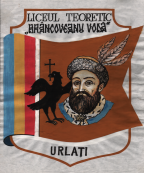 LICEUL TEORETIC
"BRÂNCOVEANU VODĂ"
URLAȚI